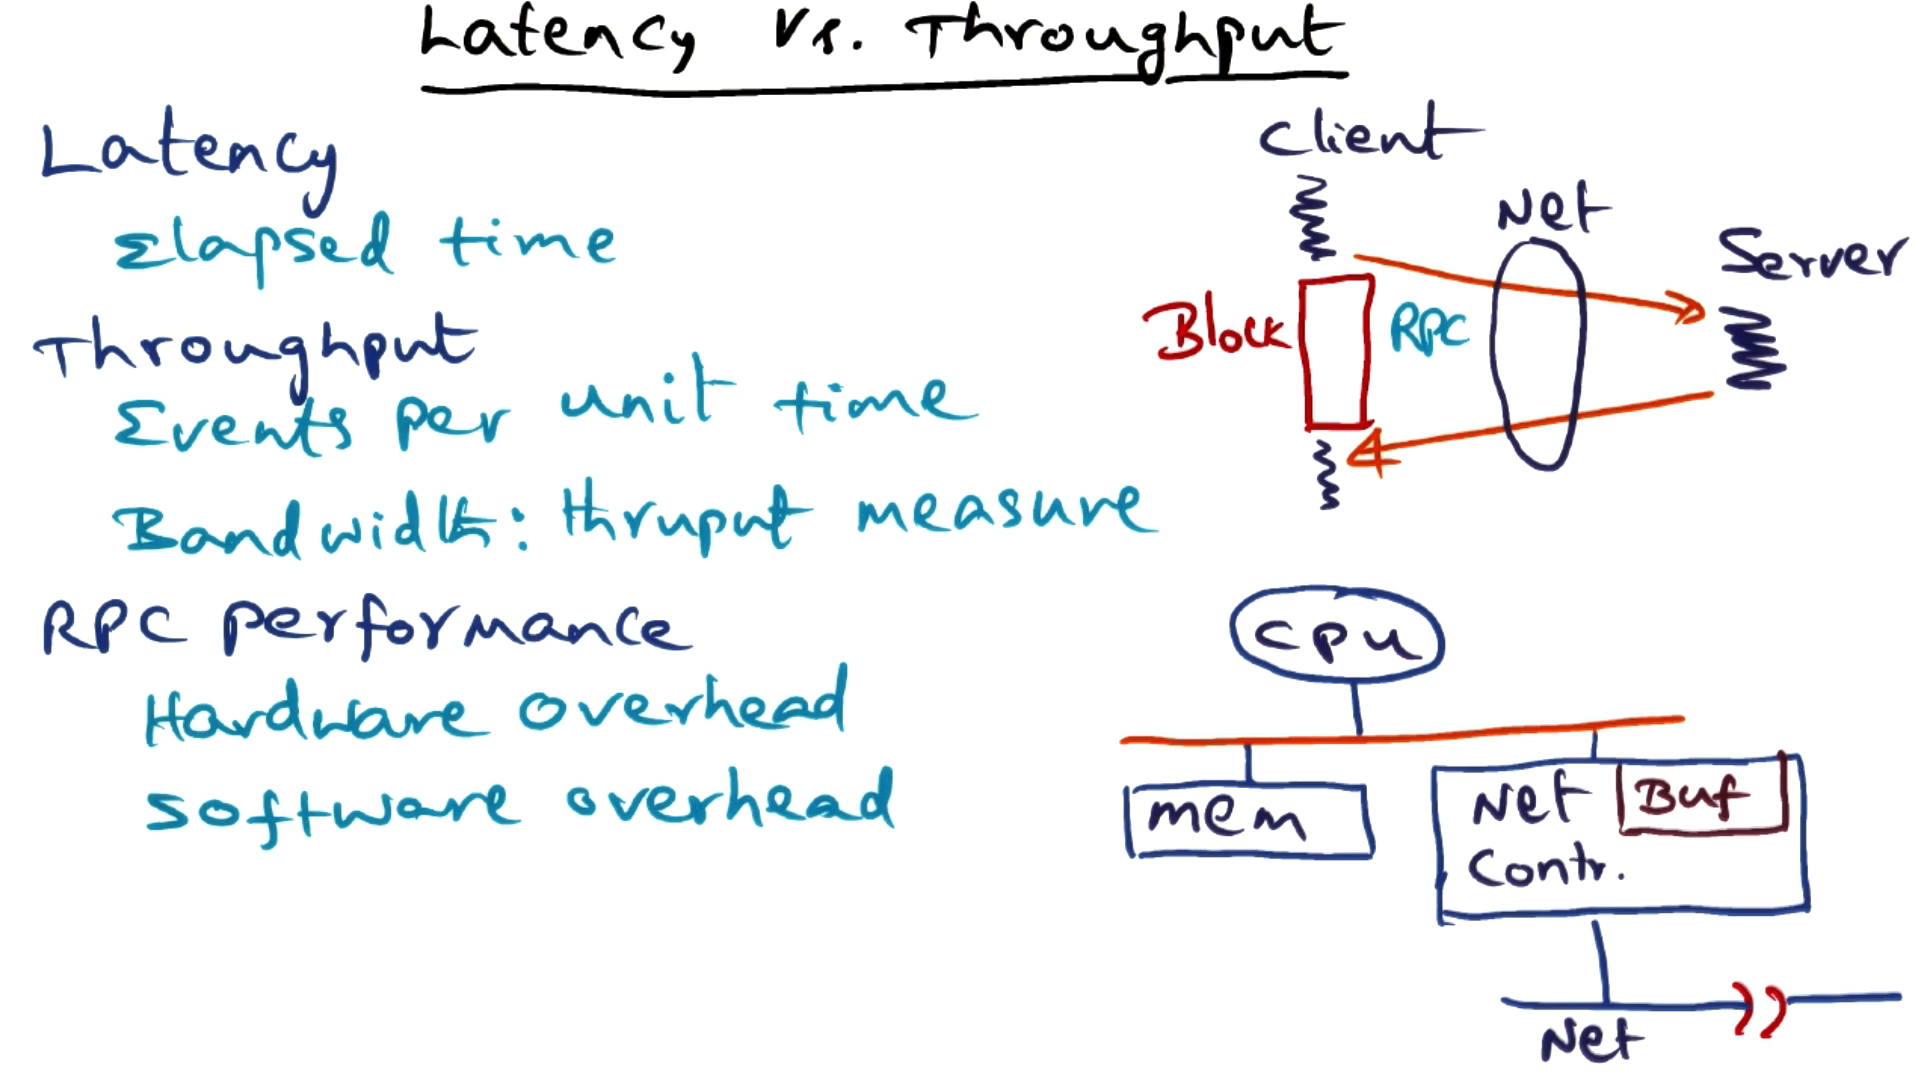 Latency Vs. Throughput
Latency
Elapsed time
Throughput
Events per unit time
Bandwidth: thruput measure
RPC performance
Hardware overhead
Software overhead
Client
Net
Server
Block
RPC
CPU
mem
Net Buf
Contr.
Net